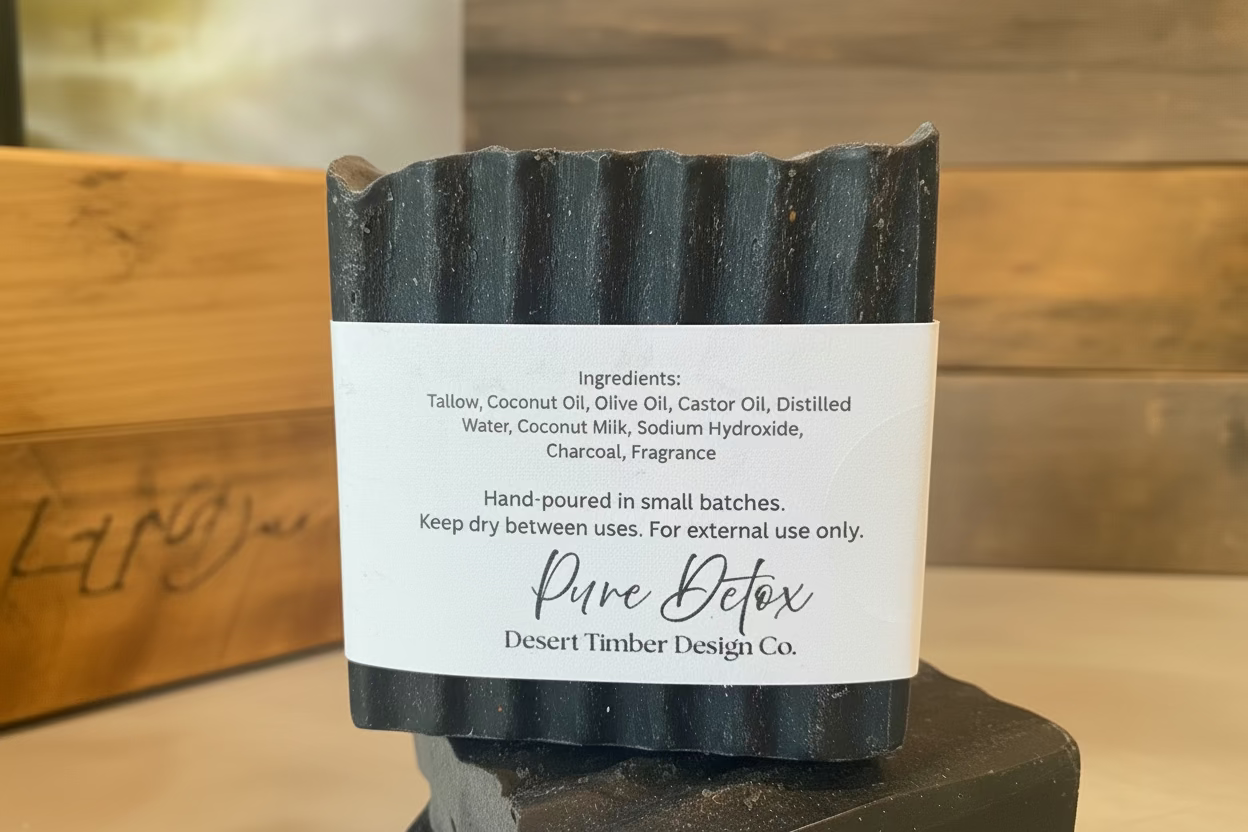 Ingredients:
Tallow, Coconut Oil, Olive Oil, Castor Oil, Distilled
Water, Coconut Milk, Sodium Hydroxide,
Charcoal, Fragrance
Hand-poured in small batches.
Keep dry between uses. For external use only.
Pure Detox
Desert Timber Design Co.